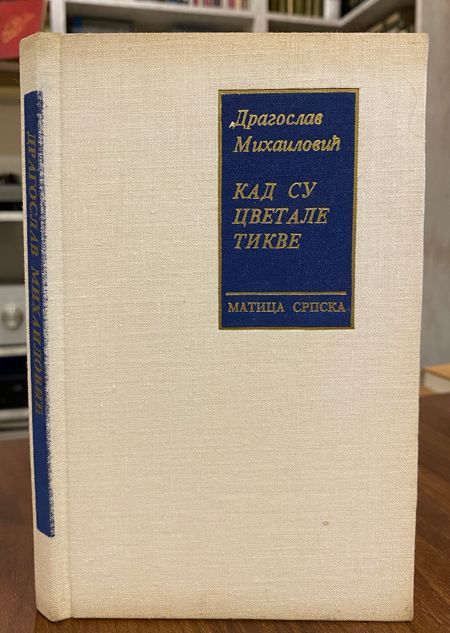 Драгослав
Михаиловић
КАД СУ
ЦВЕТАЛЕ
ТИКВЕ
МАТИЦА СРПСКА
ДРАГОСЛАВ МИХАИЛОВИЋ